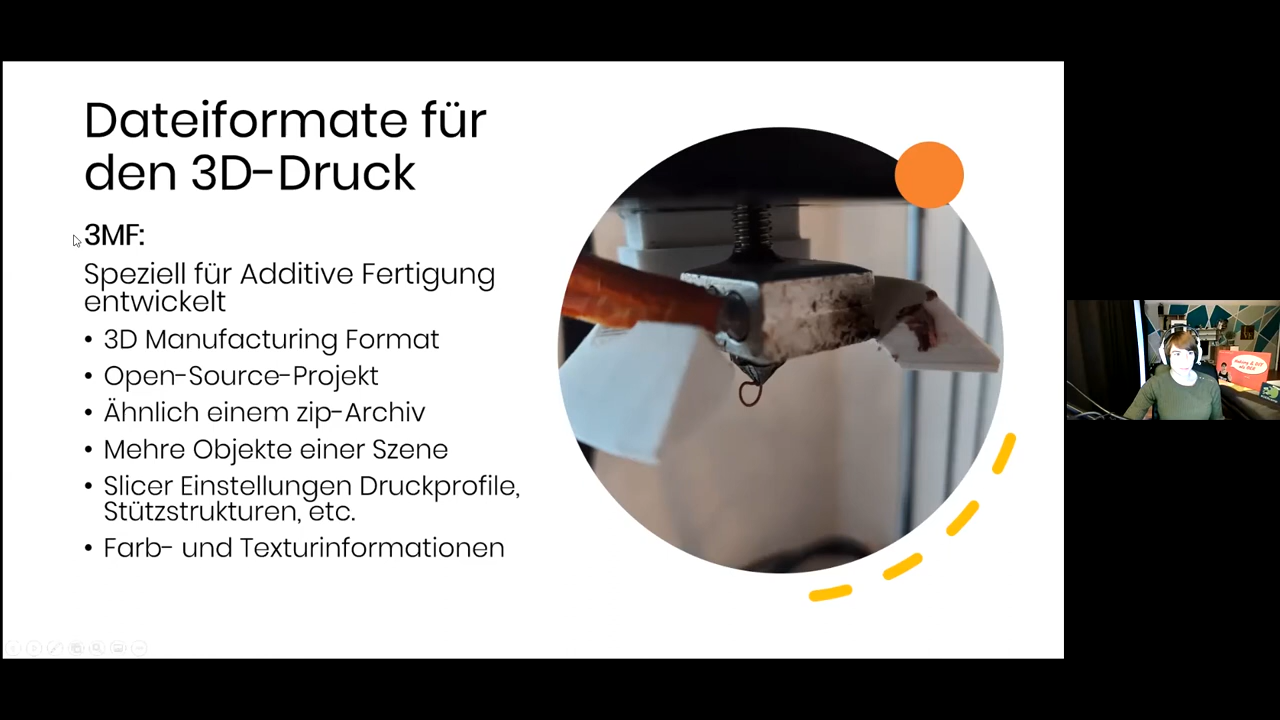 Dateiformate für
den 3D-Druck
3MF:
Speziell für Additive Fertigung
entwickelt
• 3D Manufacturing Format
• Open-Source-Projekt
• Ähnlich einem zip-Archiv
• Mehre Objekte einer Szene
• Slicer Einstellungen Druckprofile,
Stützstrukturen, etc.
• Farb- und Texturinformationen